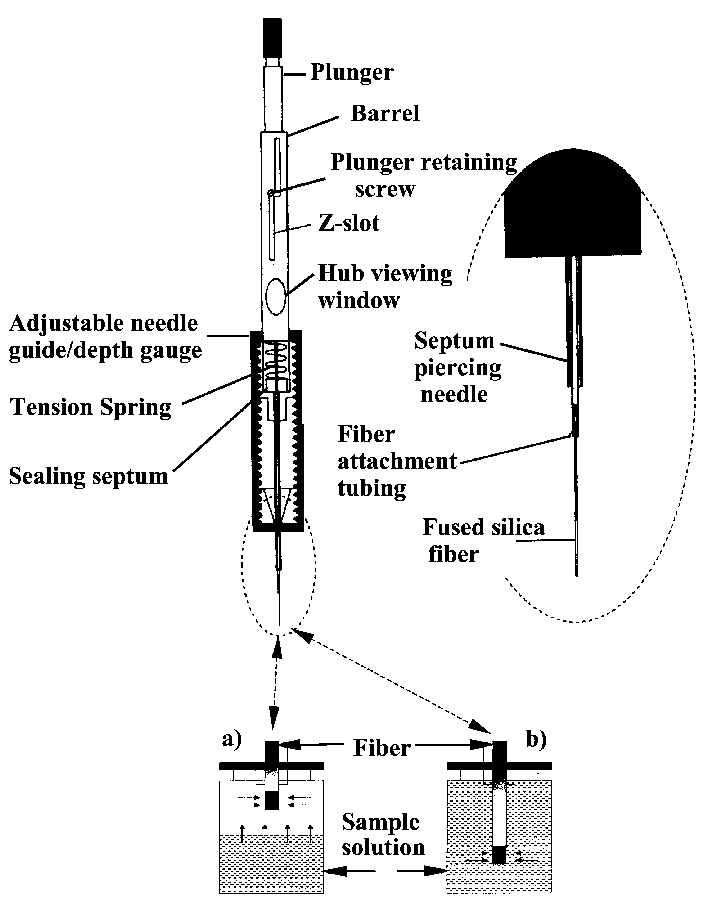 Plunger
Barrel
Plunger retaining
screw
Z-slot
Hub viewing
window
Adjustable needle
guide/depth gauge
Tension Spring
Sealing septum
Septum
piercing
needle
Fiber
attachment
tubing
Fused silica
fiber
a)
Fiber
b)
Sample
solution